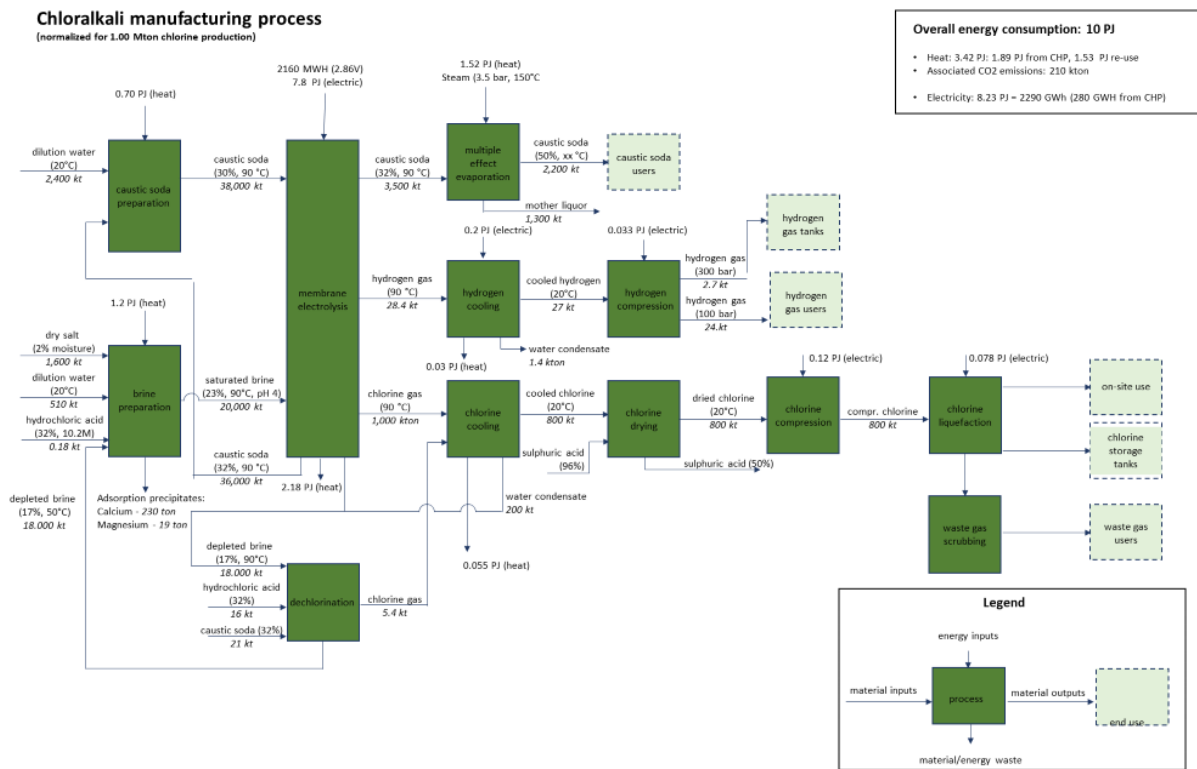 Chloralkali manufacturing process
(normalized for 1.00 Mton chlorine production)
Overall energy consumption: 10 PJ
• Heat: 3.42 PJ: 1.89 PJ from CHP, 1.53 PJ re-use
• Associated CO2 emissions: 210 kton
• Electricity: 8.23 PJ = 2290 GWh (280 GWH from CHP)
0.70 PJ (heat)
2160 MWH (2.86V)
7.8 PJ (electric)
1.52 PJ (heat)
Steam (3.5 bar, 150°C
dilution water
(20°C)
2,400 kt
caustic soda
preparation
caustic soda
(30%, 90 °C)
38,000 kt
membrane
electrolysis
caustic soda
(32%, 90 °C)
3,500 kt
multiple
effect
evaporation
caustic soda
(50%, xx °C)
2,200 kt
caustic soda
users
mother liquor
1,300 kt
0.2 PJ (electric)
0.033 PJ (electric)
hydrogen gas
(90 °C)
28.4 kt
hydrogen
cooling
cooled hydrogen
(20°C)
27 kt
hydrogen
compression
hydrogen gas
(300 bar)
2.7 kt
hydrogen
gas tanks
hydrogen gas
(100 bar)
24.kt
hydrogen
gas users
water condensate
1.4 kton
0.03 PJ (heat)
1.2 PJ (heat)
dry salt
(2% moisture)
1,600 kt
dilution water
(20°C)
510 kt
hydrochloric acid
(32%, 10.2M)
0.18 kt
brine
preparation
saturated brine
(23%, 90°C, pH 4)
20,000 kt
caustic soda
(32%, 90°C)
36,000 kt
depleted brine
(17%, 50°C)
18.000 kt
Adsorption precipitates:
Calcium - 230 ton
Magnesium - 19 ton
2.18 PJ (heat)
chlorine gas
(90 °C)
1,000 kton
chlorine
cooling
cooled chlorine
(20°C)
800 kt
sulphuric acid
(96%)
chlorine
drying
dried chlorine
(20°C)
800 kt
sulphuric acid (50%)
0.12 PJ (electric)
chlorine
compression
compr. chlorine
800 kt
0.078 PJ (electric)
chlorine
liquefaction
on-site use
chlorine
storage
tanks
waste gas
scrubbing
waste gas
users
water condensate
200 kt
0.055 PJ (heat)
depleted brine
(17%, 90°C)
18.000 kt
hydrochloric acid
(32%)
16 kt
caustic soda (32%)
21 kt
dechlorination
chlorine gas
5.4 kt
Legend
energy inputs
material inputs
process
material outputs
end use
material/energy waste